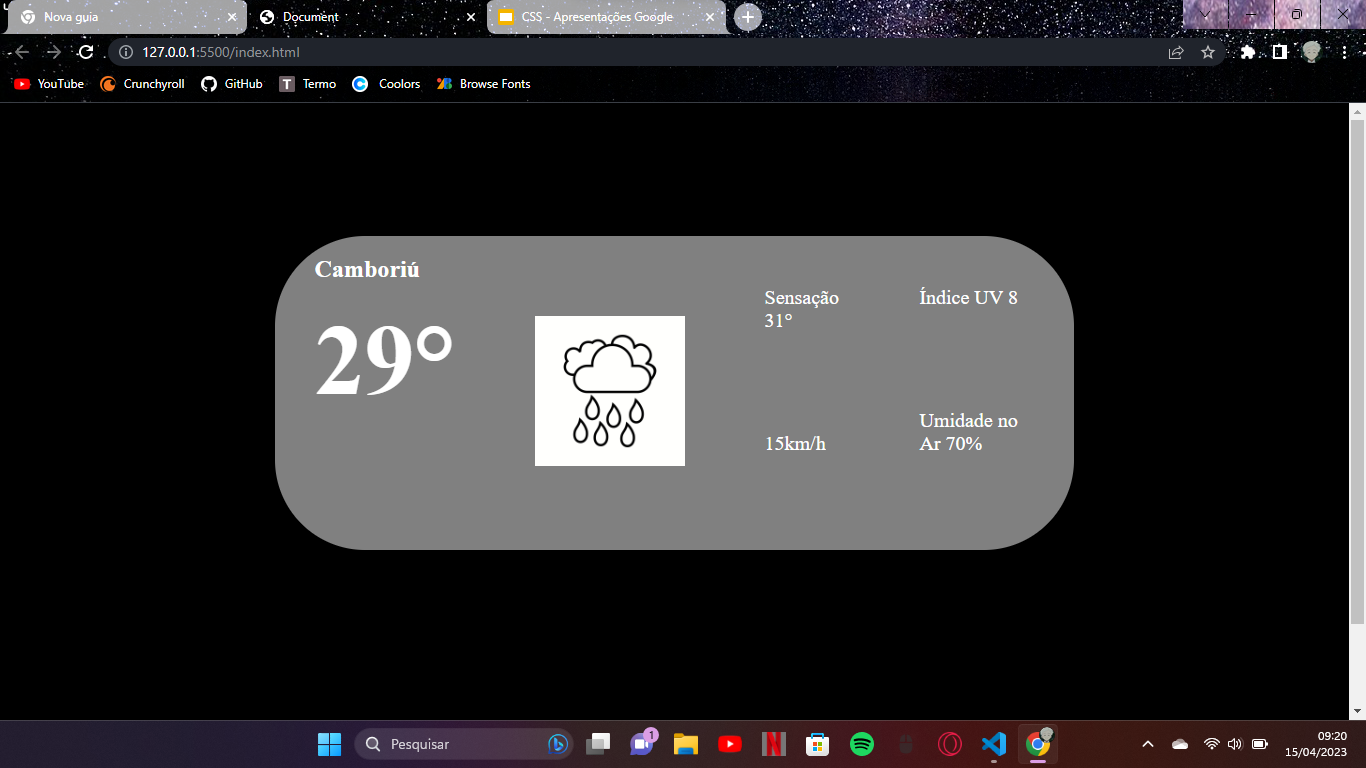 Nova guia
Document
CSS - Apresentações Google
127.0.0.1:5500/index.html
YouTube
Crunchyroll
GitHub
T
Termo
Coolors
Browse Fonts
Camboriú
29°
Sensação
31°
Índice UV 8
15km/h
Umidade no
Ar 70%
Pesquisar
1
09:20
15/04/2023